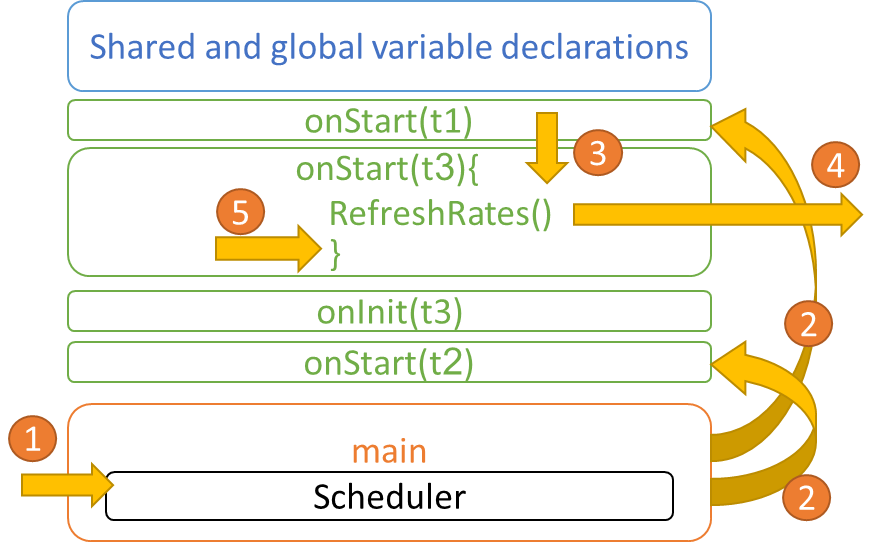 Shared and global variable declarations
onStart(t1)
3
4
onStart(t3){
5
RefreshRates()
}
onInit(t3)
2
onStart(t2)
1
main
Scheduler
2